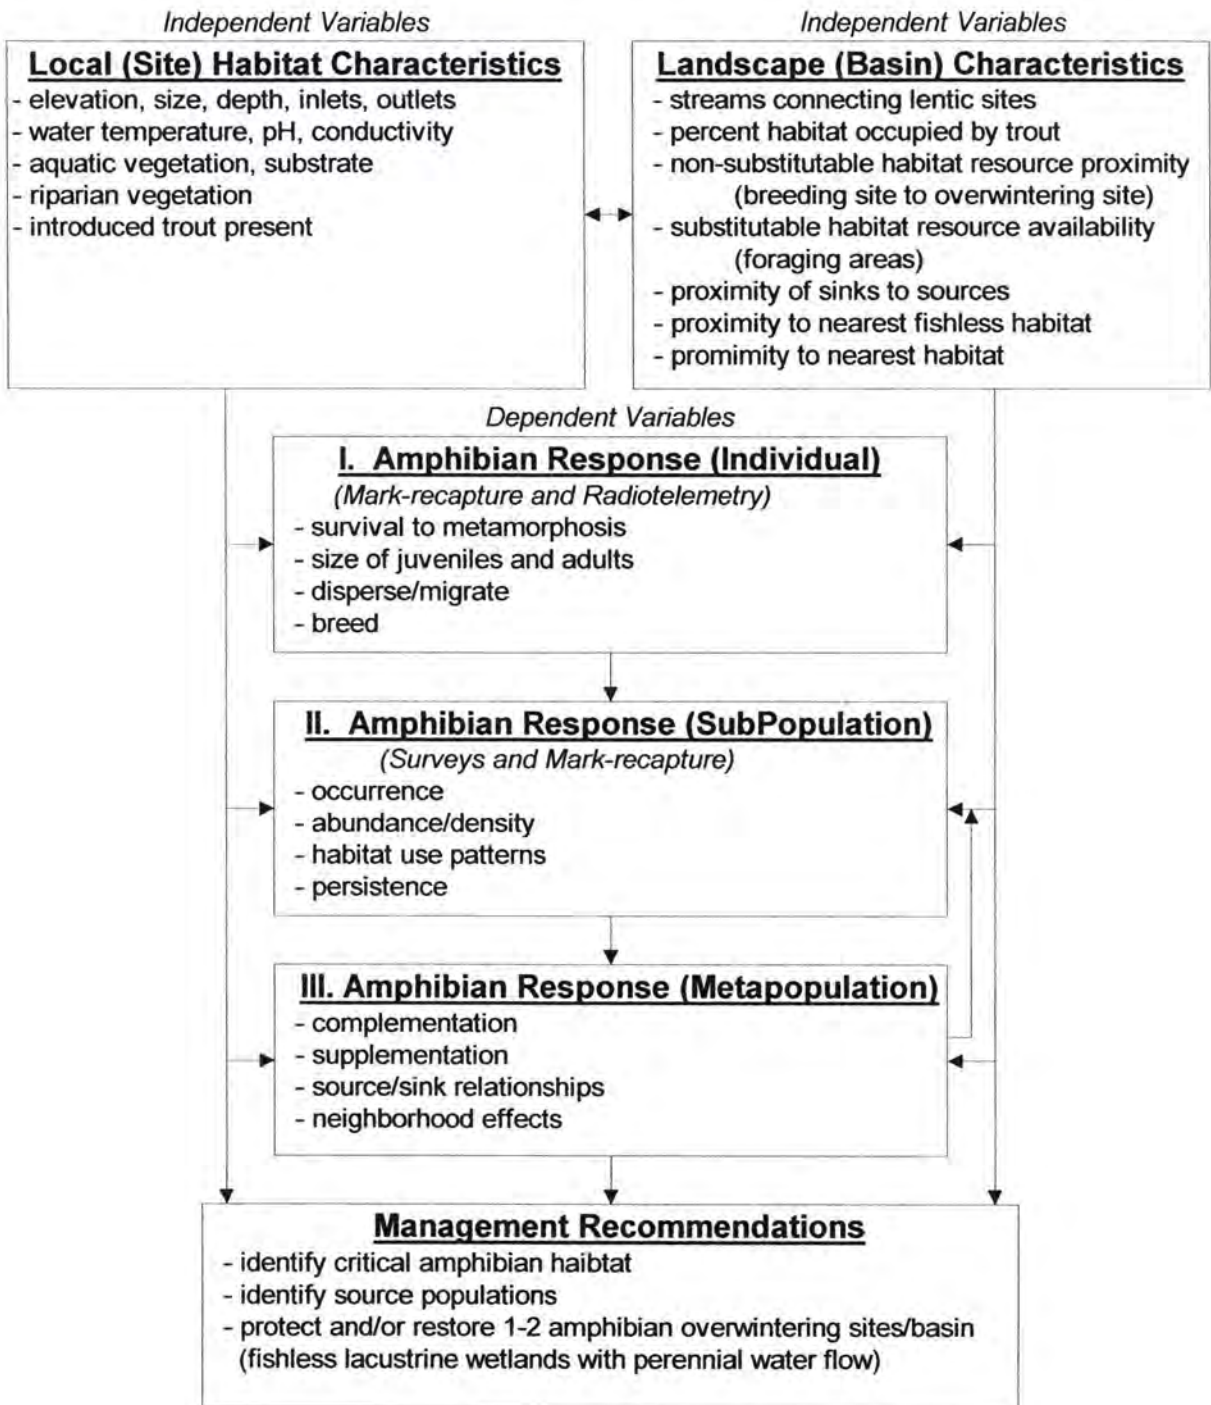 Independent Variables
Local (Site) Habitat Characteristics
- elevation, size, depth, inlets, outlets
- water temperature, pH, conductivity
- aquatic vegetation, substrate
- riparian vegetation
- introduced trout present
Independent Variables
Landscape (Basin) Characteristics
- streams connecting lentic sites
- percent habitat occupied by trout
- non-substitutable habitat resource proximity
(breeding site to overwintering site)
- substitutable habitat resource availability
(foraging areas)
- proximity of sinks to sources
- proximity to nearest fishless habitat
- promimity to nearest habitat
Dependent Variables
I. Amphibian Response (Individual)
(Mark-recapture and Radiotelemetry)
- survival to metamorphosis
- size of juveniles and adults
- disperse/migrate
- breed
II. Amphibian Response (SubPopulation)
(Surveys and Mark-recapture)
- occurrence
- abundance/density
- habitat use patterns
- persistence
III. Amphibian Response (Metapopulation)
- complementation
- supplementation
- source/sink relationships
- neighborhood effects
Management Recommendations
- identify critical amphibian haibtat
- identify source populations
- protect and/or restore 1-2 amphibian overwintering sites/basin
(fishless lacustrine wetlands with perennial water flow)